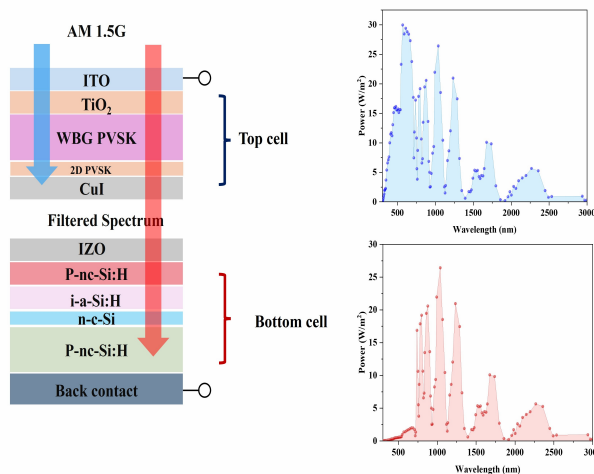 AM 1.5G
ITO
TiO₂
WBG PVSK
2D PVSK
CuI
Top cell
Filtered Spectrum
IZO
P-nc-Si:H
i-a-Si:H
n-c-Si
P-nc-Si:H
Back contact
Bottom cell
30
25
20
15
10
5
0
Power (W/m²)
500 1000 1500 2000 2500 3000
Wavelength (nm)
30
25
20
15
10
5
0
Power (W/m²)
500 1000 1500 2000 2500 3000
Wavelength (nm)